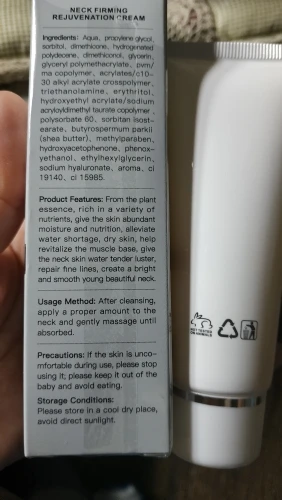 NECK FIRMING
REJUVENATION CREAM
Ingredients: Aqua, propylene glycol,
sorbitol, dimethicone, hydrogenated
polydecene, dimethiconol, glycerin,
glyceryl polymethacrylate, pvm/
ma copolymer, acrylates/c10-
30 alkyl acrylate crosspolymer,
triethanolamine, erythritol,
hydroxyethyl acrylate/sodium
acryloyldimethyl taurate copolymer,
polysorbate 60, sorbitan isost-
earate, butyrospermum parkii
(shea butter), methylparaben,
hydroxyacetophenone, phenox-
yethanol, ethylhexylglycerin,
sodium hyaluronate, aroma, ci
19140, ci 15985.
Product Features: From the plant
essence, rich in a variety of
nutrients, give the skin abundant
moisture and nutrition, alleviate
water shortage, dry skin, help
revitalize the muscle base, give
the neck skin water tender luster,
repair fine lines, create a bright
and smooth young beautiful neck.
Usage Method: After cleansing,
apply a proper amount to the
neck and gently massage until
absorbed.
Precautions: If the skin is unco-
mfortable during use, please stop
using it; please keep it out of the
baby and avoid eating.
Storage Conditions:
Please store in a cool dry place,
avoid direct sunlight.